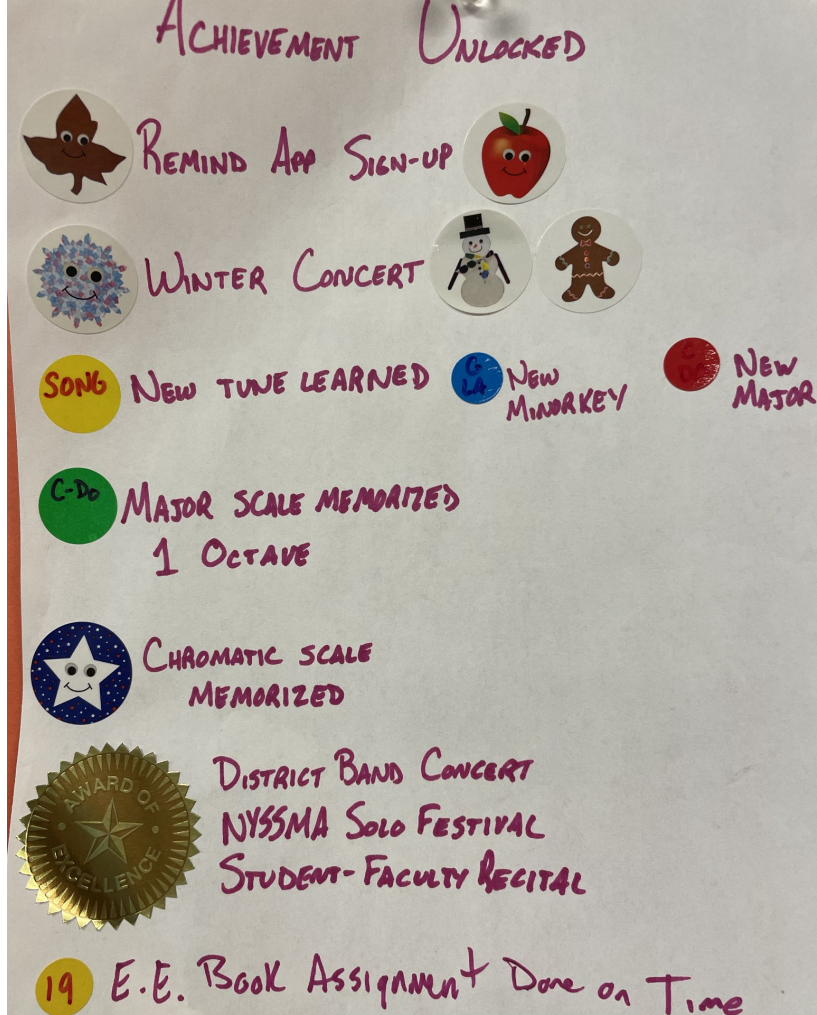 ACHIEVEMENT UNLOCKED
REMIND APP SIGN-UP
WINTER CONCERT
SONG NEW TUNE LEARNED
G
LA
NEW
MINOR KEY
C
DO
NEW
MAJOR
C-DO
MAJOR SCALE MEMORIZED
1 OCTAVE
CHROMATIC SCALE
MEMORIZED
AWARD OF
EXCELLENCE
DISTRICT BAND CONCERT
NYSSMA SOLO FESTIVAL
STUDENT-FACULTY RECITAL
19 E.E. Book Assignment Done on Time